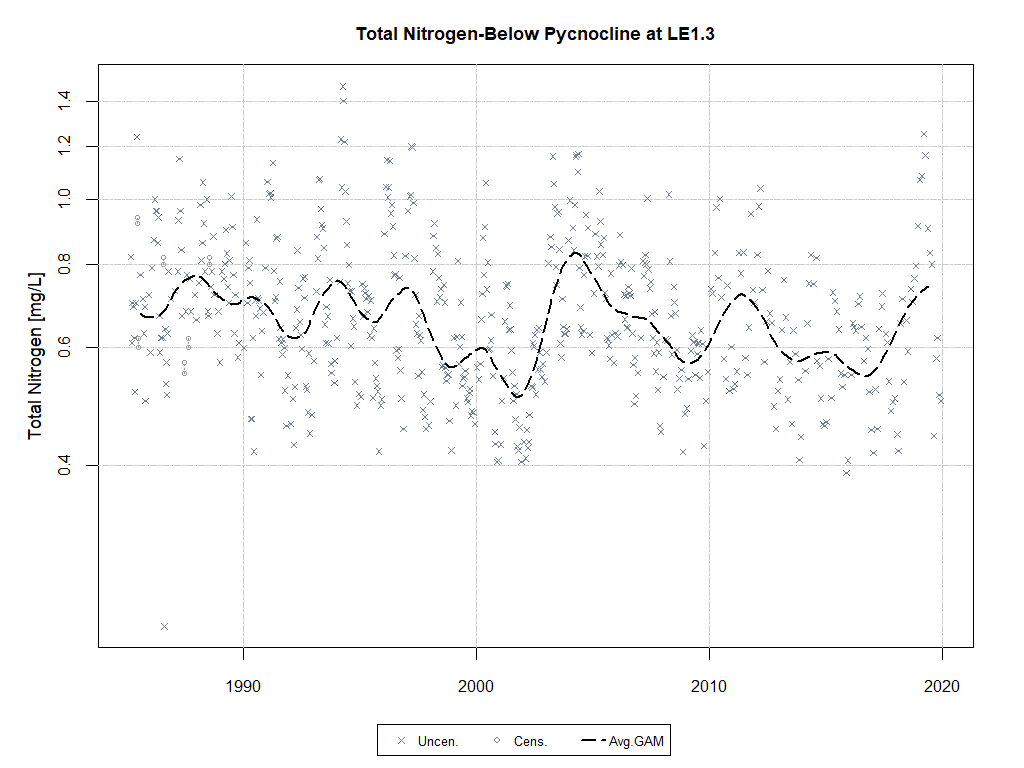 Total Nitrogen-Below Pycnocline at LE1.3
Total Nitrogen [mg/L]
1.4
1.2
1.0
0.8
0.6
0.4
1990 2000 2010 2020
Uncen. Cens. Avg.GAM